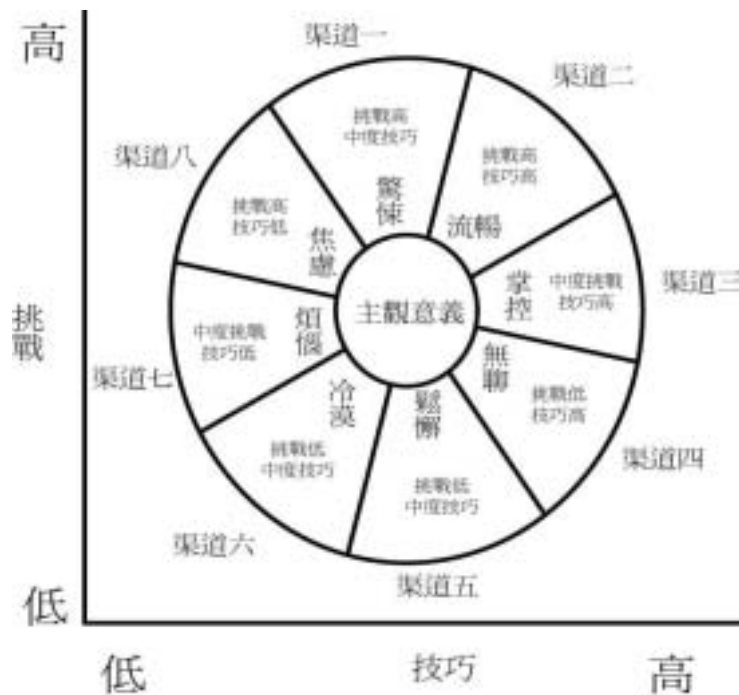 高
渠道一
渠道二
挑戰高
中度技巧
驚悚
挑戰高
技巧高
流暢
渠道八
挑戰高
技巧低
焦慮
渠道三
中度挑戰
技巧高
掌控
主觀意義
挑戰
中度挑戰
技巧低
煩惱
渠道七
無聊
挑戰低
技巧高
渠道四
冷漠
挑戰低
中度技巧
渠道六
鬆懈
挑戰低
中度技巧
渠道五
低
低
技巧
高